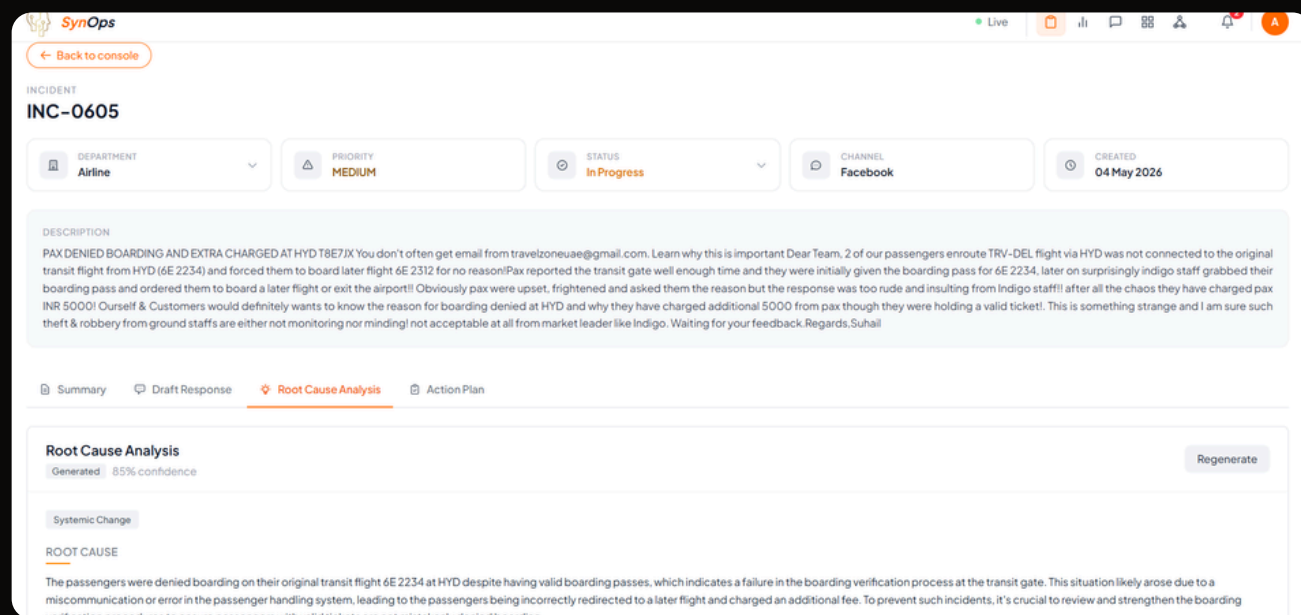 SynOps
Live
A
← Back to console
INCIDENT
INC-0605
DEPARTMENT
Airline
PRIORITY
MEDIUM
STATUS
In Progress
CHANNEL
Facebook
CREATED
04 May 2026
DESCRIPTION
PAX DENIED BOARDING AND EXTRA CHARGED AT HYD T8E7JX You don't often get email from travelzoneuae@gmail.com. Learn why this is important Dear Team, 2 of our passengers enroute TRV-DEL flight via HYD was not connected to the original
transit flight from HYD (6E 2234) and forced them to board later flight 6E 2312 for no reason!Pax reported the transit gate well enough time and they were initially given the boarding pass for 6E 2234, later on surprisingly indigo staff grabbed their
boarding pass and ordered them to board a later flight or exit the airport!! Obviously pax were upset, frightened and asked them the reason but the response was too rude and insulting from Indigo staff!! after all the chaos they have charged pax
INR 5000! Ourself & Customers would definitely wants to know the reason for boarding denied at HYD and why they have charged additional 5000 from pax though they were holding a valid ticket!. This is something strange and I am sure such
theft & robbery from ground staffs are either not monitoring nor minding! not acceptable at all from market leader like Indigo. Waiting for your feedback.Regards,Suhail
Summary
Draft Response
Root Cause Analysis
Action Plan
Root Cause Analysis
Generated 85% confidence
Regenerate
Systemic Change
ROOT CAUSE
The passengers were denied boarding on their original transit flight 6E 2234 at HYD despite having valid boarding passes, which indicates a failure in the boarding verification process at the transit gate. This situation likely arose due to a
miscommunication or error in the passenger handling system, leading to the passengers being incorrectly redirected to a later flight and charged an additional fee. To prevent such incidents, it's crucial to review and strengthen the boarding